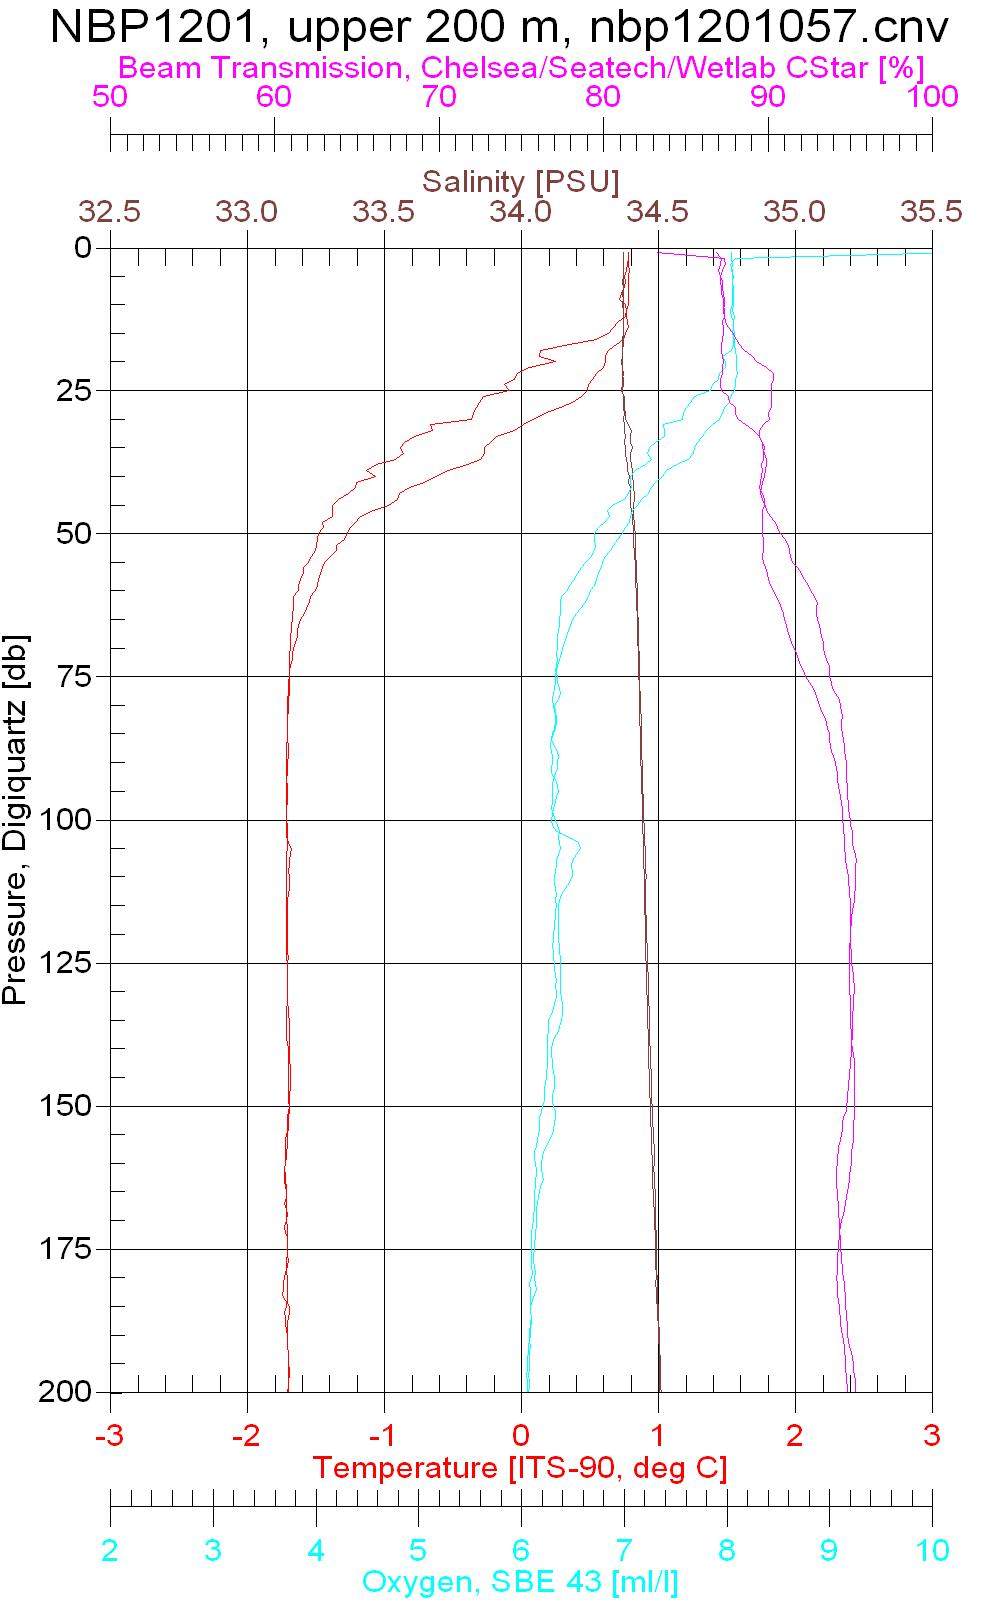 NBP1201, upper 200 m, nbp1201057.cnv
Beam Transmission, Chelsea/Seatech/Wetlab CStar [%]
50 60 70 80 90 100
Salinity [PSU]
32.5 33.0 33.5 34.0 34.5 35.0 35.5
0
25
50
75
100
125
150
175
200
Pressure, Digiquartz [db]
-3 -2 -1 0 1 2 3
Temperature [ITS-90, deg C]
2 3 4 5 6 7 8 9 10
Oxygen, SBE 43 [ml/l]